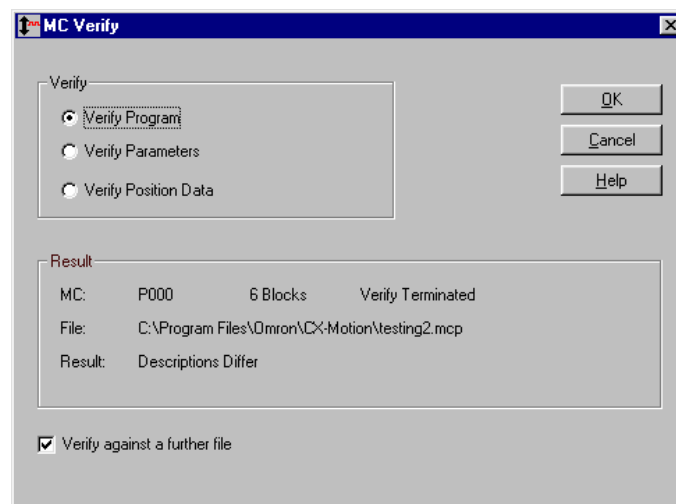 MC Verify
Verify
Verify Program
Verify Parameters
Verify Position Data
OK
Cancel
Help
Result
MC: P000 6 Blocks Verify Terminated
File: C:\Program Files\Omron\CX-Motion\testing2.mcp
Result: Descriptions Differ
Verify against a further file